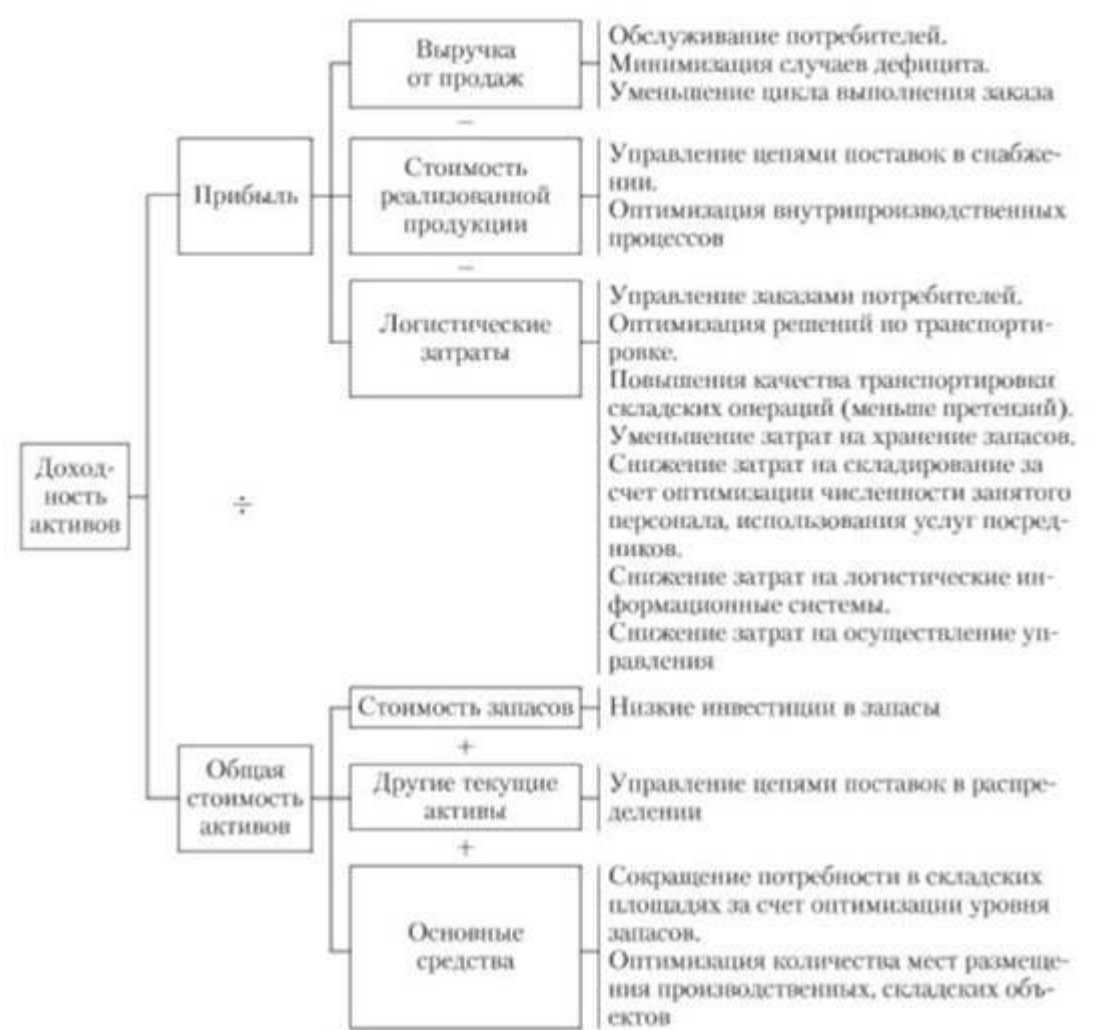 Выручка
от продаж
Обслуживание потребителей.
Минимизация случаев дефицита.
Уменьшение цикла выполнения заказа
−
Прибыль
Стоимость
реализованной
продукции
Управление цепями поставок в снабже-
нии.
Оптимизация внутрипроизводственных
процессов
−
Логистические
затраты
Управление заказами потребителей.
Оптимизация решений по транспорти-
ровке.
Повышения качества транспортировки
складских операций (меньше претензий).
Уменьшение затрат на хранение запасов.
Снижение затрат на складирование за
счет оптимизации численности занятого
персонала, использования услуг посред-
ников.
Снижение затрат на логистические ин-
формационные системы.
Снижение затрат на осуществление уп-
равления
Доход-
ность
активов
÷
Стоимость запасов
Низкие инвестиции в запасы
+
Общая
стоимость
активов
Другие текущие
активы
Управление цепями поставок в распре-
делении
+
Основные
средства
Сокращение потребности в складских
площадях за счет оптимизации уровня
запасов.
Оптимизация количества мест размеще-
ния производственных, складских объ-
ектов